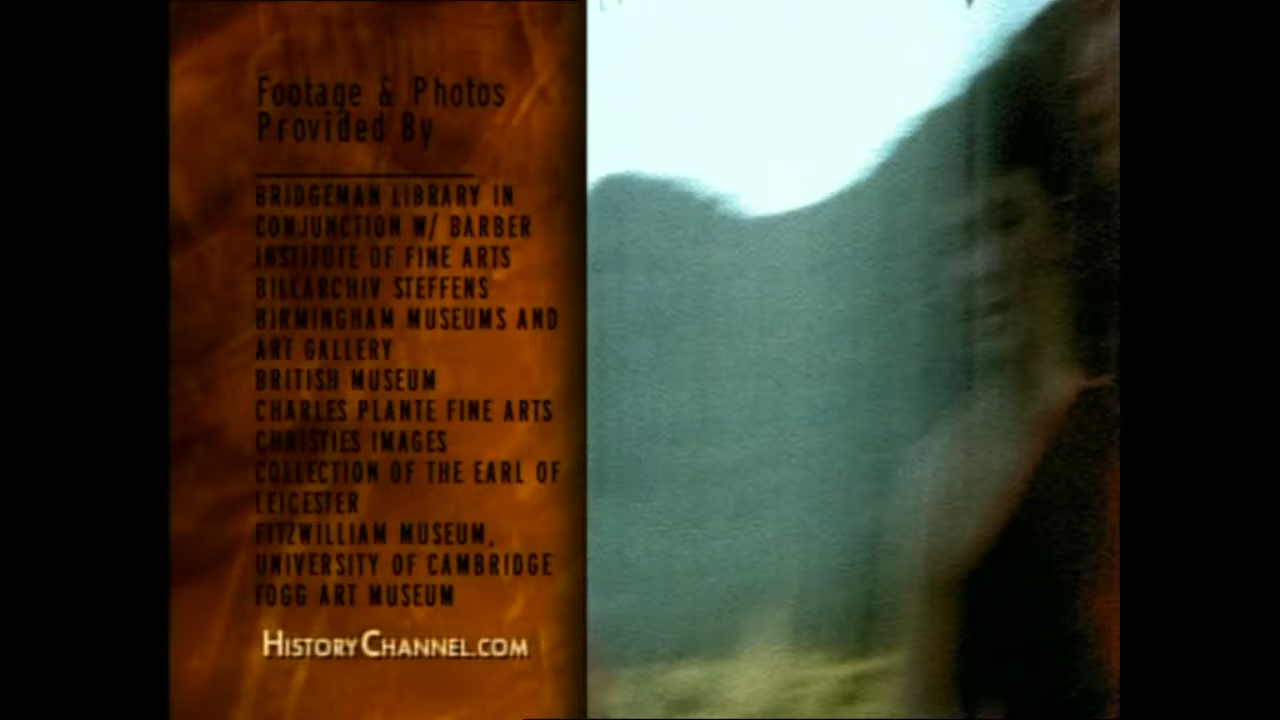 Footage & Photos
Provided By
BRIDGEMAN LIBRARY IN
CONJUNCTION W/ BARBER
INSTITUTE OF FINE ARTS
BILLARCHIV STEFFENS
BIRMINGHAM MUSEUMS AND
ART GALLERY
BRITISH MUSEUM
CHARLES PLANTE FINE ARTS
CHRISTIES IMAGES
COLLECTION OF THE EARL OF
LEICESTER
FITZWILLIAM MUSEUM,
UNIVERSITY OF CAMBRIDGE
FOGG ART MUSEUM
HISTORYCHANNEL.COM